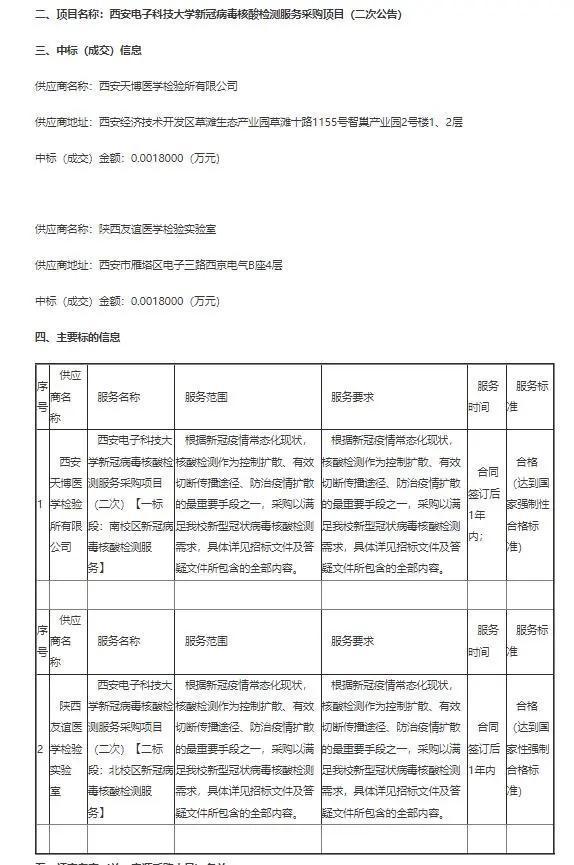 二、项目名称：西安电子科技大学新冠病毒核酸检测服务采购项目（二次公告）
三、中标（成交）信息
供应商名称：西安天博医学检验所有限公司
供应商地址：西安经济技术开发区草滩生态产业园草滩十路1155号智巢产业园2号楼1、2层
中标（成交）金额：0.0018000（万元）
供应商名称：陕西友谊医学检验实验室
供应商地址：西安市雁塔区电子三路西京电气B座4层
中标（成交）金额：0.0018000（万元）
四、主要标的信息
序号
供应商名称
服务名称
服务范围
服务要求
服务时间
服务标准
1
西安
天博医
学检验
所有限
公司
西安电子科技大
学新冠病毒核酸检
测服务采购项目
（二次）【一标
段：南校区新冠病
毒核酸检测服
务】
根据新冠疫情常态化现状，
核酸检测作为控制扩散、有效
切断传播途径、防治疫情扩散
的最重要手段之一，采购以满
足我校新型冠状病毒核酸检测
需求，具体详见招标文件及答
疑文件所包含的全部内容。
根据新冠疫情常态化现状，
核酸检测作为控制扩散、有效
切断传播途径、防治疫情扩散
的最重要手段之一，采购以满
足我校新型冠状病毒核酸检测
需求，具体详见招标文件及答
疑文件所包含的全部内容。
合同
签订后
1年
内；
合格
（达到国
家强制性
合格标
准）
序号
供应商名称
服务名称
服务范围
服务要求
服务时间
服务标准
2
陕西
友谊医
学检验
实验
室
西安电子科技大
学新冠病毒核酸检
测服务采购项目
（二次）【二标
段：北校区新冠病
毒核酸检测服
务】
根据新冠疫情常态化现状，
核酸检测作为控制扩散、有效
切断传播途径、防治疫情扩散
的最重要手段之一，采购以满
足我校新型冠状病毒核酸检测
需求，具体详见招标文件及答
疑文件所包含的全部内容。
根据新冠疫情常态化现状，
核酸检测作为控制扩散、有效
切断传播途径、防治疫情扩散
的最重要手段之一，采购以满
足我校新型冠状病毒核酸检测
需求，具体详见招标文件及答
疑文件所包含的全部内容。
合同
签订后
1年内
合格
（达到国
家性强制
合格标
准）